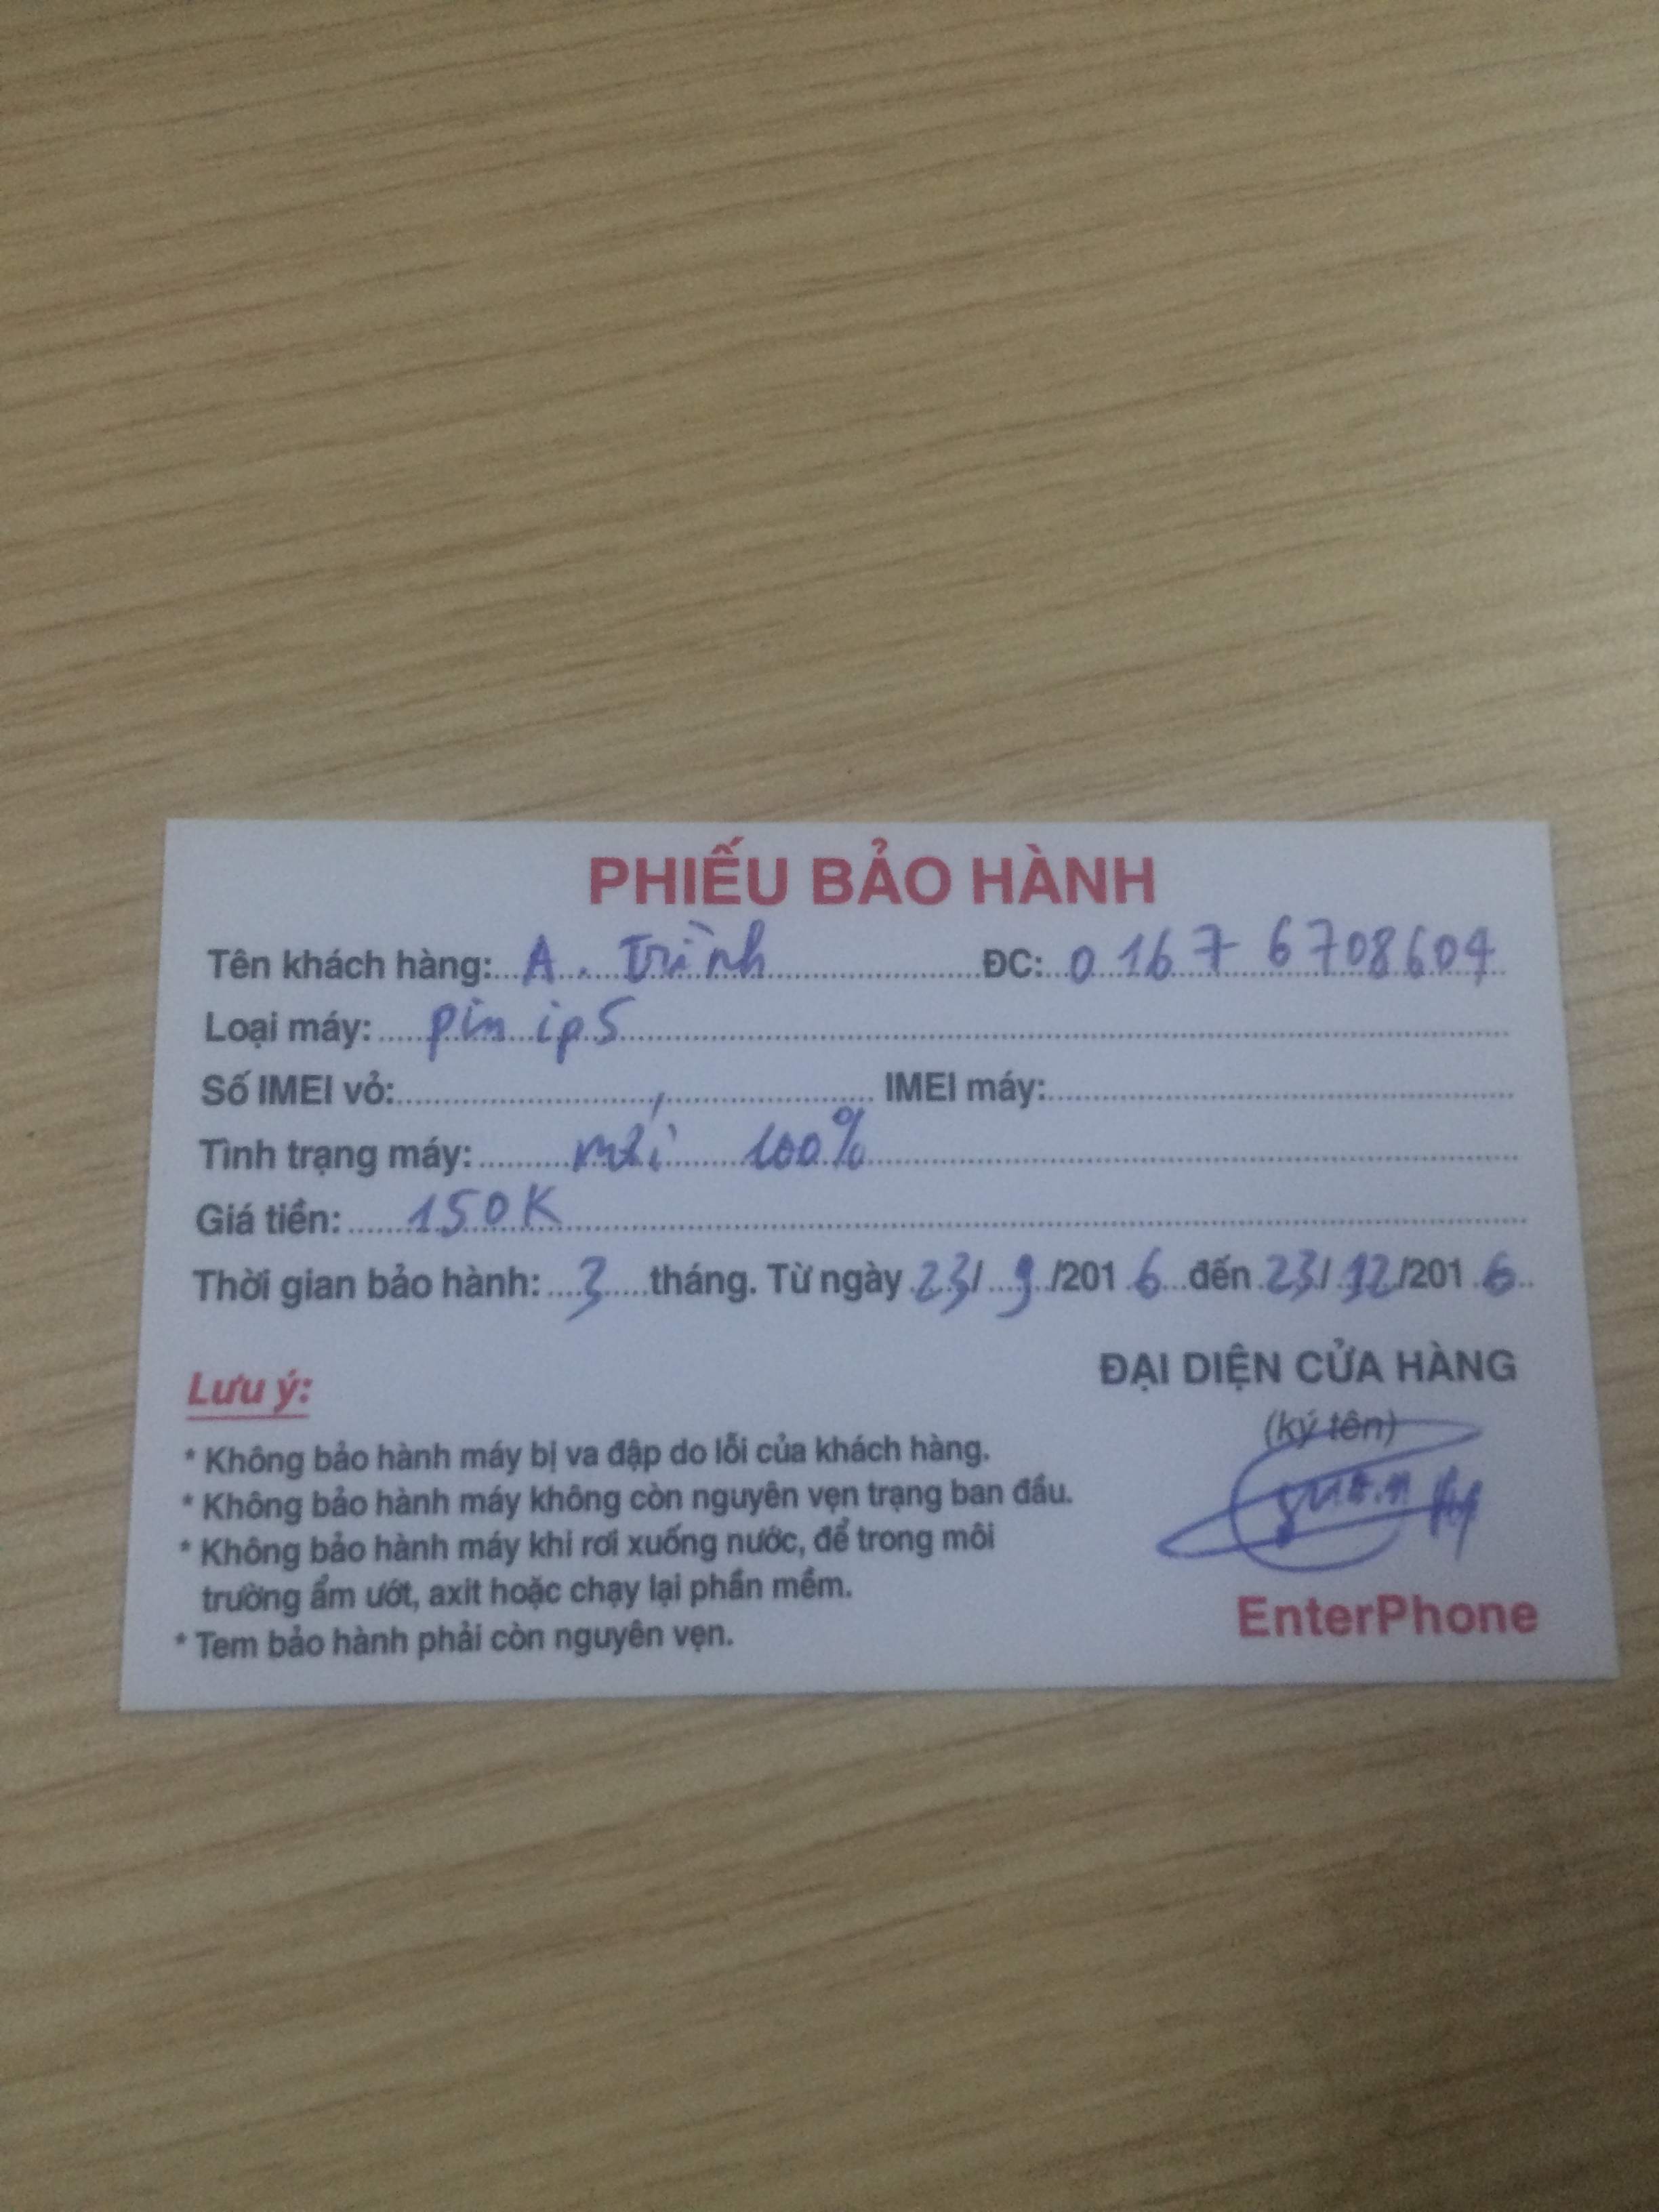 PHIẾU BẢO HÀNH
Tên khách hàng: A. Trình ĐC: 0167 6708604
Loại máy: pin ip5
Số IMEI vỏ: IMEI máy:
Tình trạng máy: mới 100%
Giá tiền: 150K
Thời gian bảo hành: 3 tháng. Từ ngày 23/ 9 /2016 đến 23/ 12/2016
Lưu ý:
* Không bảo hành máy bị va đập do lỗi của khách hàng.
* Không bảo hành máy không còn nguyên vẹn trạng ban đầu.
* Không bảo hành máy khi rơi xuống nước, để trong môi
trường ẩm ướt, axit hoặc chạy lại phần mềm.
* Tem bảo hành phải còn nguyên vẹn.
ĐẠI DIỆN CỬA HÀNG
(ký tên)
EnterPhone